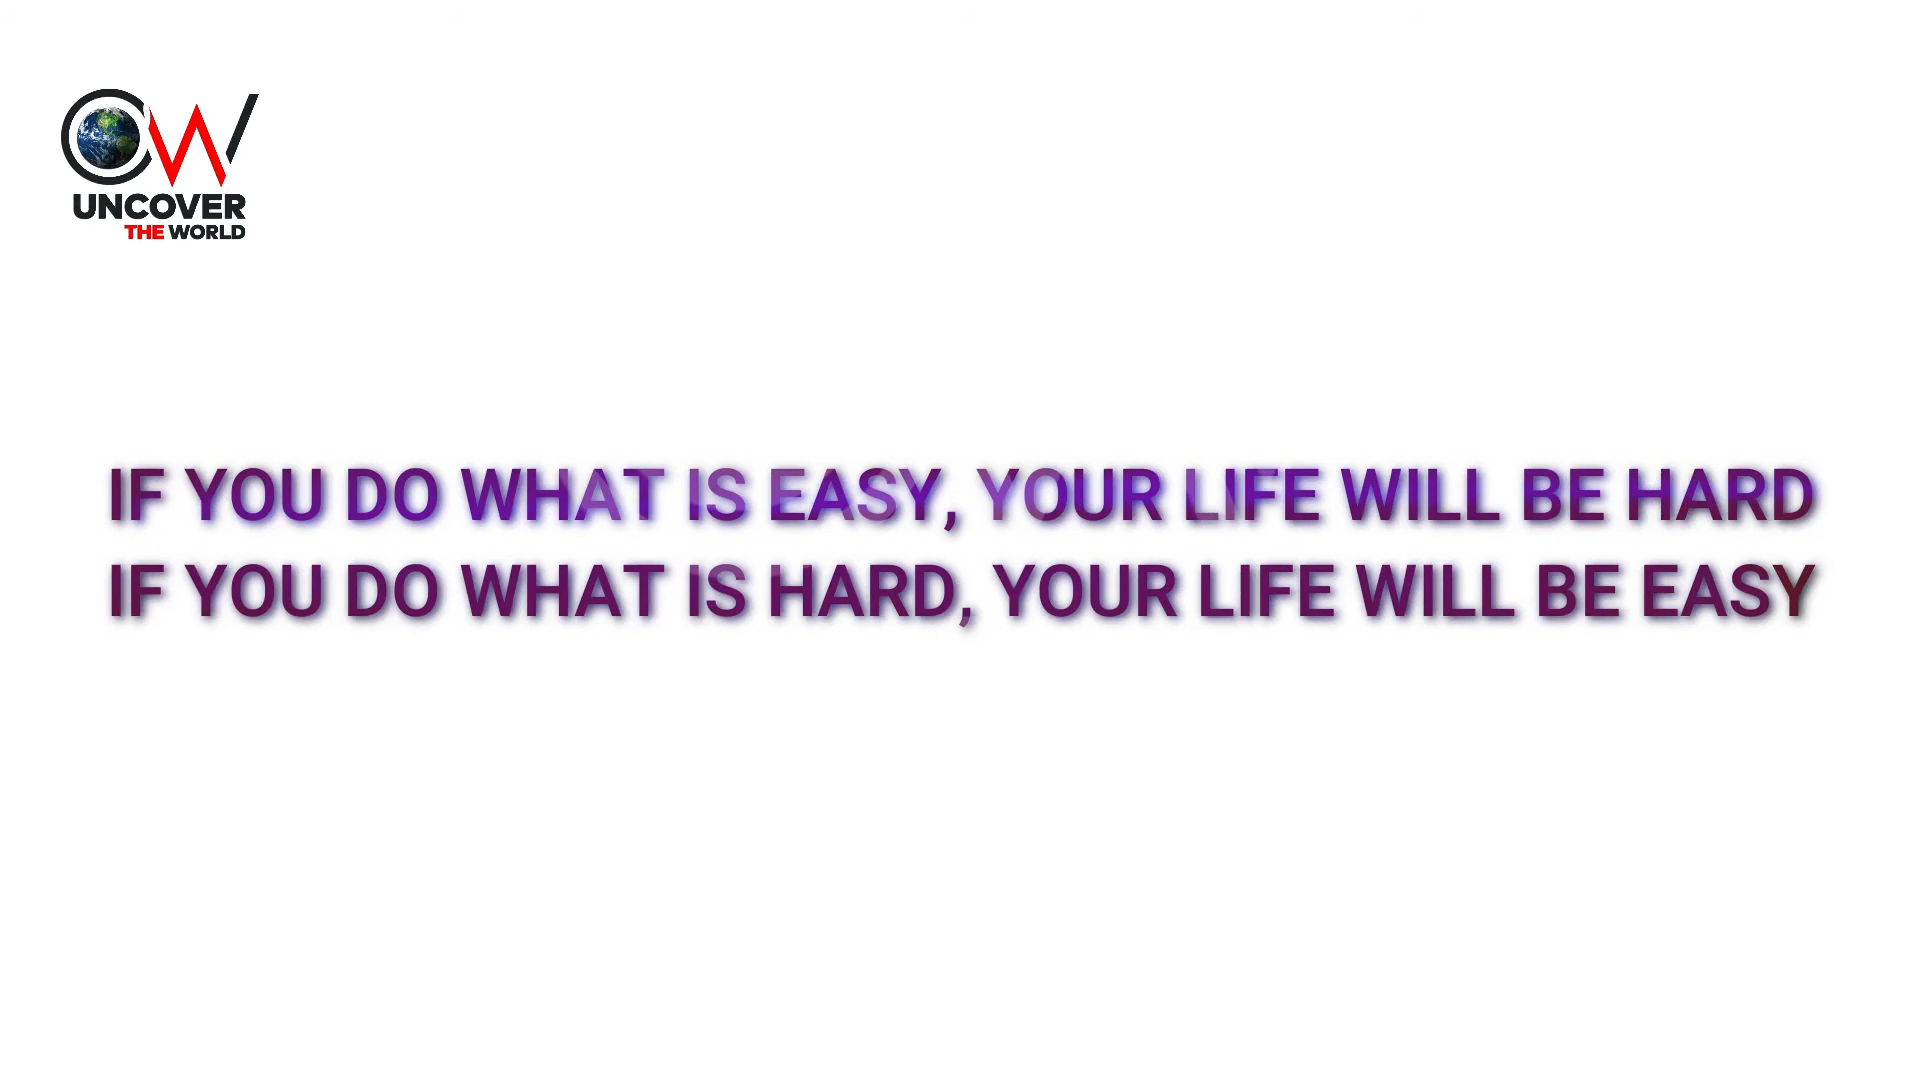 UNCOVER
THE WORLD
IF YOU DO WHAT IS EASY, YOUR LIFE WILL BE HARD
IF YOU DO WHAT IS HARD, YOUR LIFE WILL BE EASY